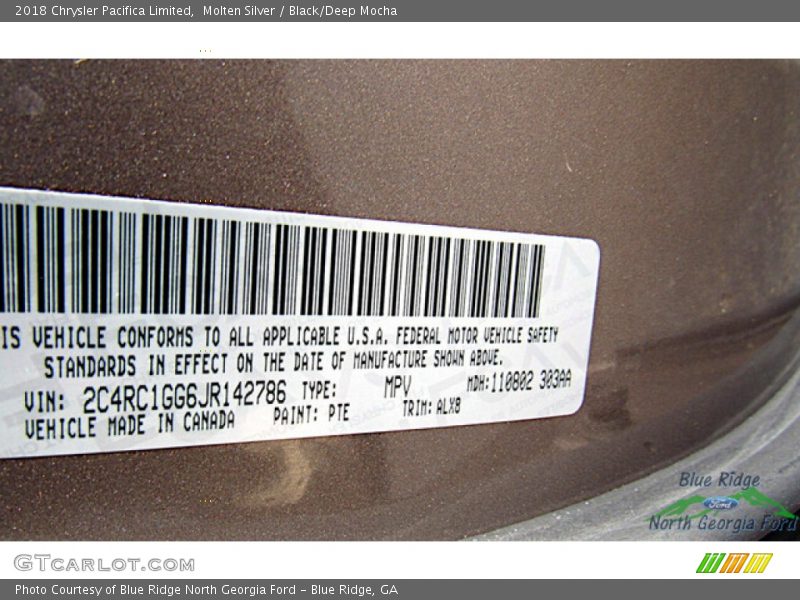 2018 Chrysler Pacifica Limited, Molten Silver / Black/Deep Mocha
IS VEHICLE CONFORMS TO ALL APPLICABLE U.S.A. FEDERAL MOTOR VEHICLE SAFETY
STANDARDS IN EFFECT ON THE DATE OF MANUFACTURE SHOWN ABOVE.
VIN: 2C4RC1GG6JR142786 TYPE: MPV MDH:110802 303AA
VEHICLE MADE IN CANADA PAINT: PTE TRIM: ALX8
Blue Ridge
Ford
North Georgia Ford
GTCARLOT.COM
Photo Courtesy of Blue Ridge North Georgia Ford – Blue Ridge, GA